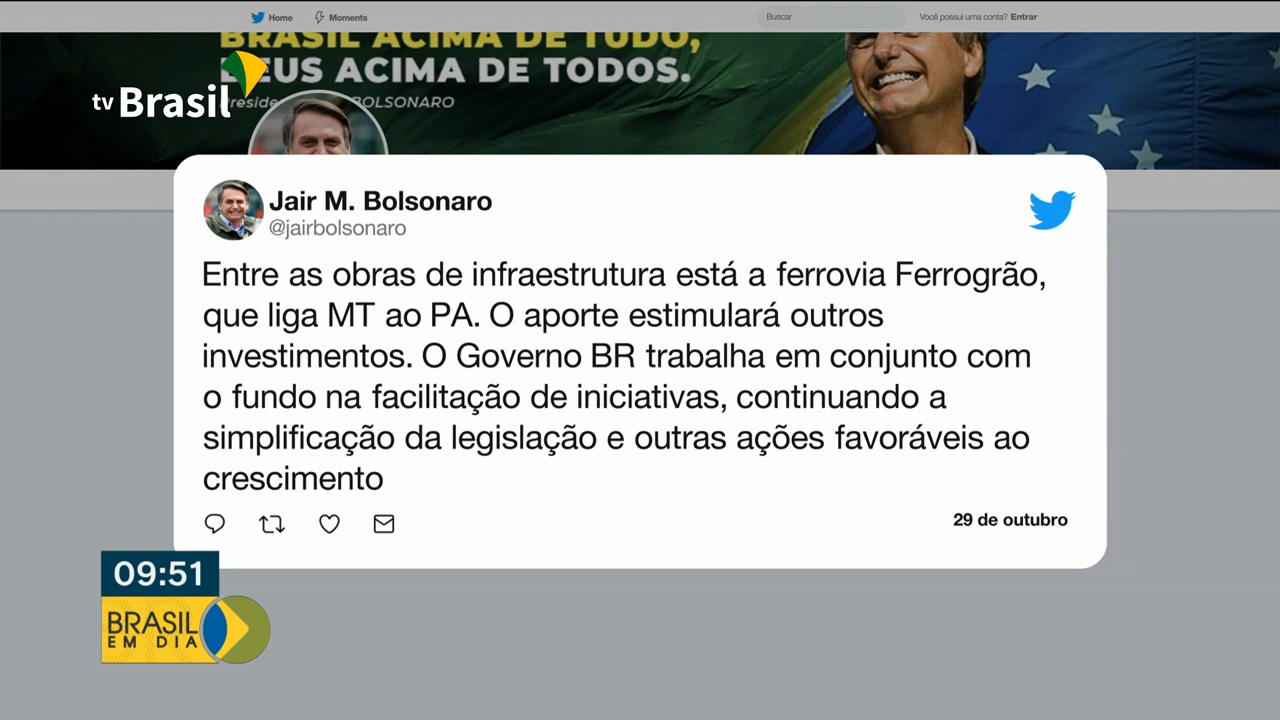 Home Moments Buscar Você possui uma conta? Entrar
BRASIL ACIMA DE TUDO,
DEUS ACIMA DE TODOS.
BOLSONARO
tv Brasil
Jair M. Bolsonaro
@jairbolsonaro
Entre as obras de infraestrutura está a ferrovia Ferrogrão,
que liga MT ao PA. O aporte estimulará outros
investimentos. O Governo BR trabalha em conjunto com
o fundo na facilitação de iniciativas, continuando a
simplificação da legislação e outras ações favoráveis ao
crescimento
29 de outubro
09:51
BRASIL
EM DIA